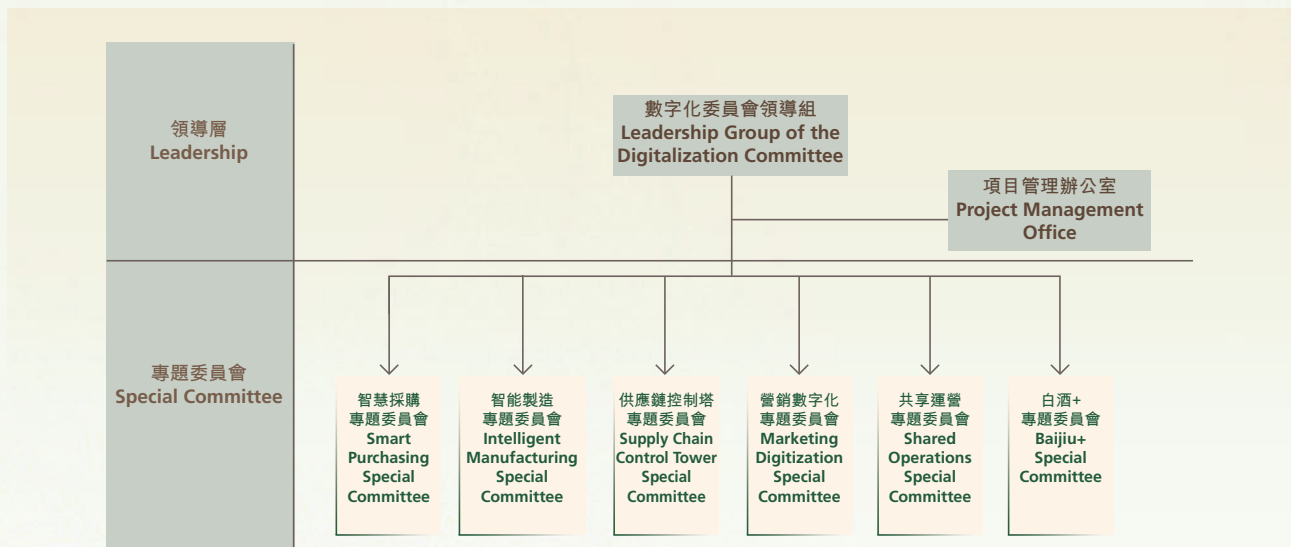 領導層
Leadership
數字化委員會領導組
Leadership Group of the
Digitalization Committee
項目管理辦公室
Project Management
Office
專題委員會
Special Committee
智慧採購
專題委員會
Smart
Purchasing
Special
Committee
智能製造
專題委員會
Intelligent
Manufacturing
Special
Committee
供應鏈控制塔
專題委員會
Supply Chain
Control Tower
Special
Committee
營銷數字化
專題委員會
Marketing
Digitization
Special
Committee
共享運營
專題委員會
Shared
Operations
Special
Committee
白酒+
專題委員會
Baijiu+
Special
Committee